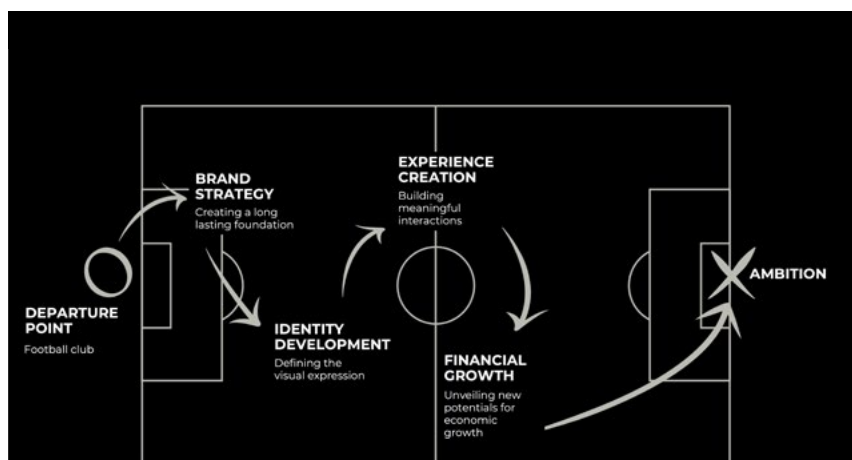 DEPARTURE
POINT
Football club
BRAND
STRATEGY
Creating a long
lasting foundation
IDENTITY
DEVELOPMENT
Defining the
visual expression
EXPERIENCE
CREATION
Building
meaningful
interactions
FINANCIAL
GROWTH
Unveiling new
potentials for
economic
growth
AMBITION